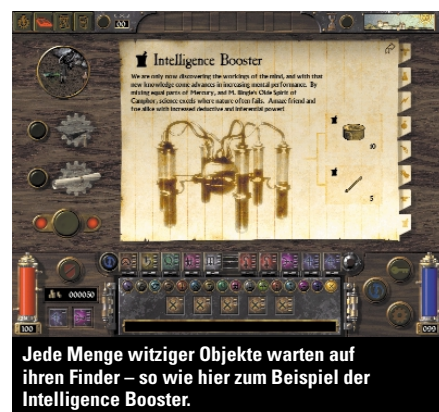 00
Intelligence Booster
We are only now discovering the workings of the mind, and with that
new knowledge come advances in increasing mental performance. By
mixing equal parts of Mercury, and M. Bingle's Olde Spirit of
Camphor, science excels where nature often fails. Amaze friend and
foe alike with increased deductive and inferential power!
10
5
000050
100
099
Jede Menge witziger Objekte warten auf
ihren Finder – so wie hier zum Beispiel der
Intelligence Booster.